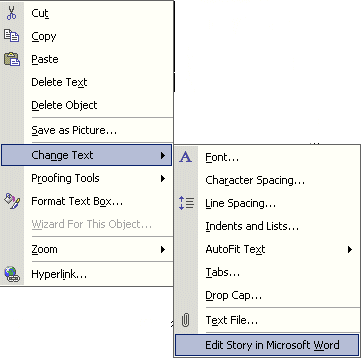 Cut
Copy
Paste
Delete Text
Delete Object
Save as Picture...
Change Text
Proofing Tools
Format Text Box...
Wizard For This Object...
Zoom
Hyperlink...
Font...
Character Spacing...
Line Spacing...
Indents and Lists...
AutoFit Text
Tabs...
Drop Cap...
Text File...
Edit Story in Microsoft Word